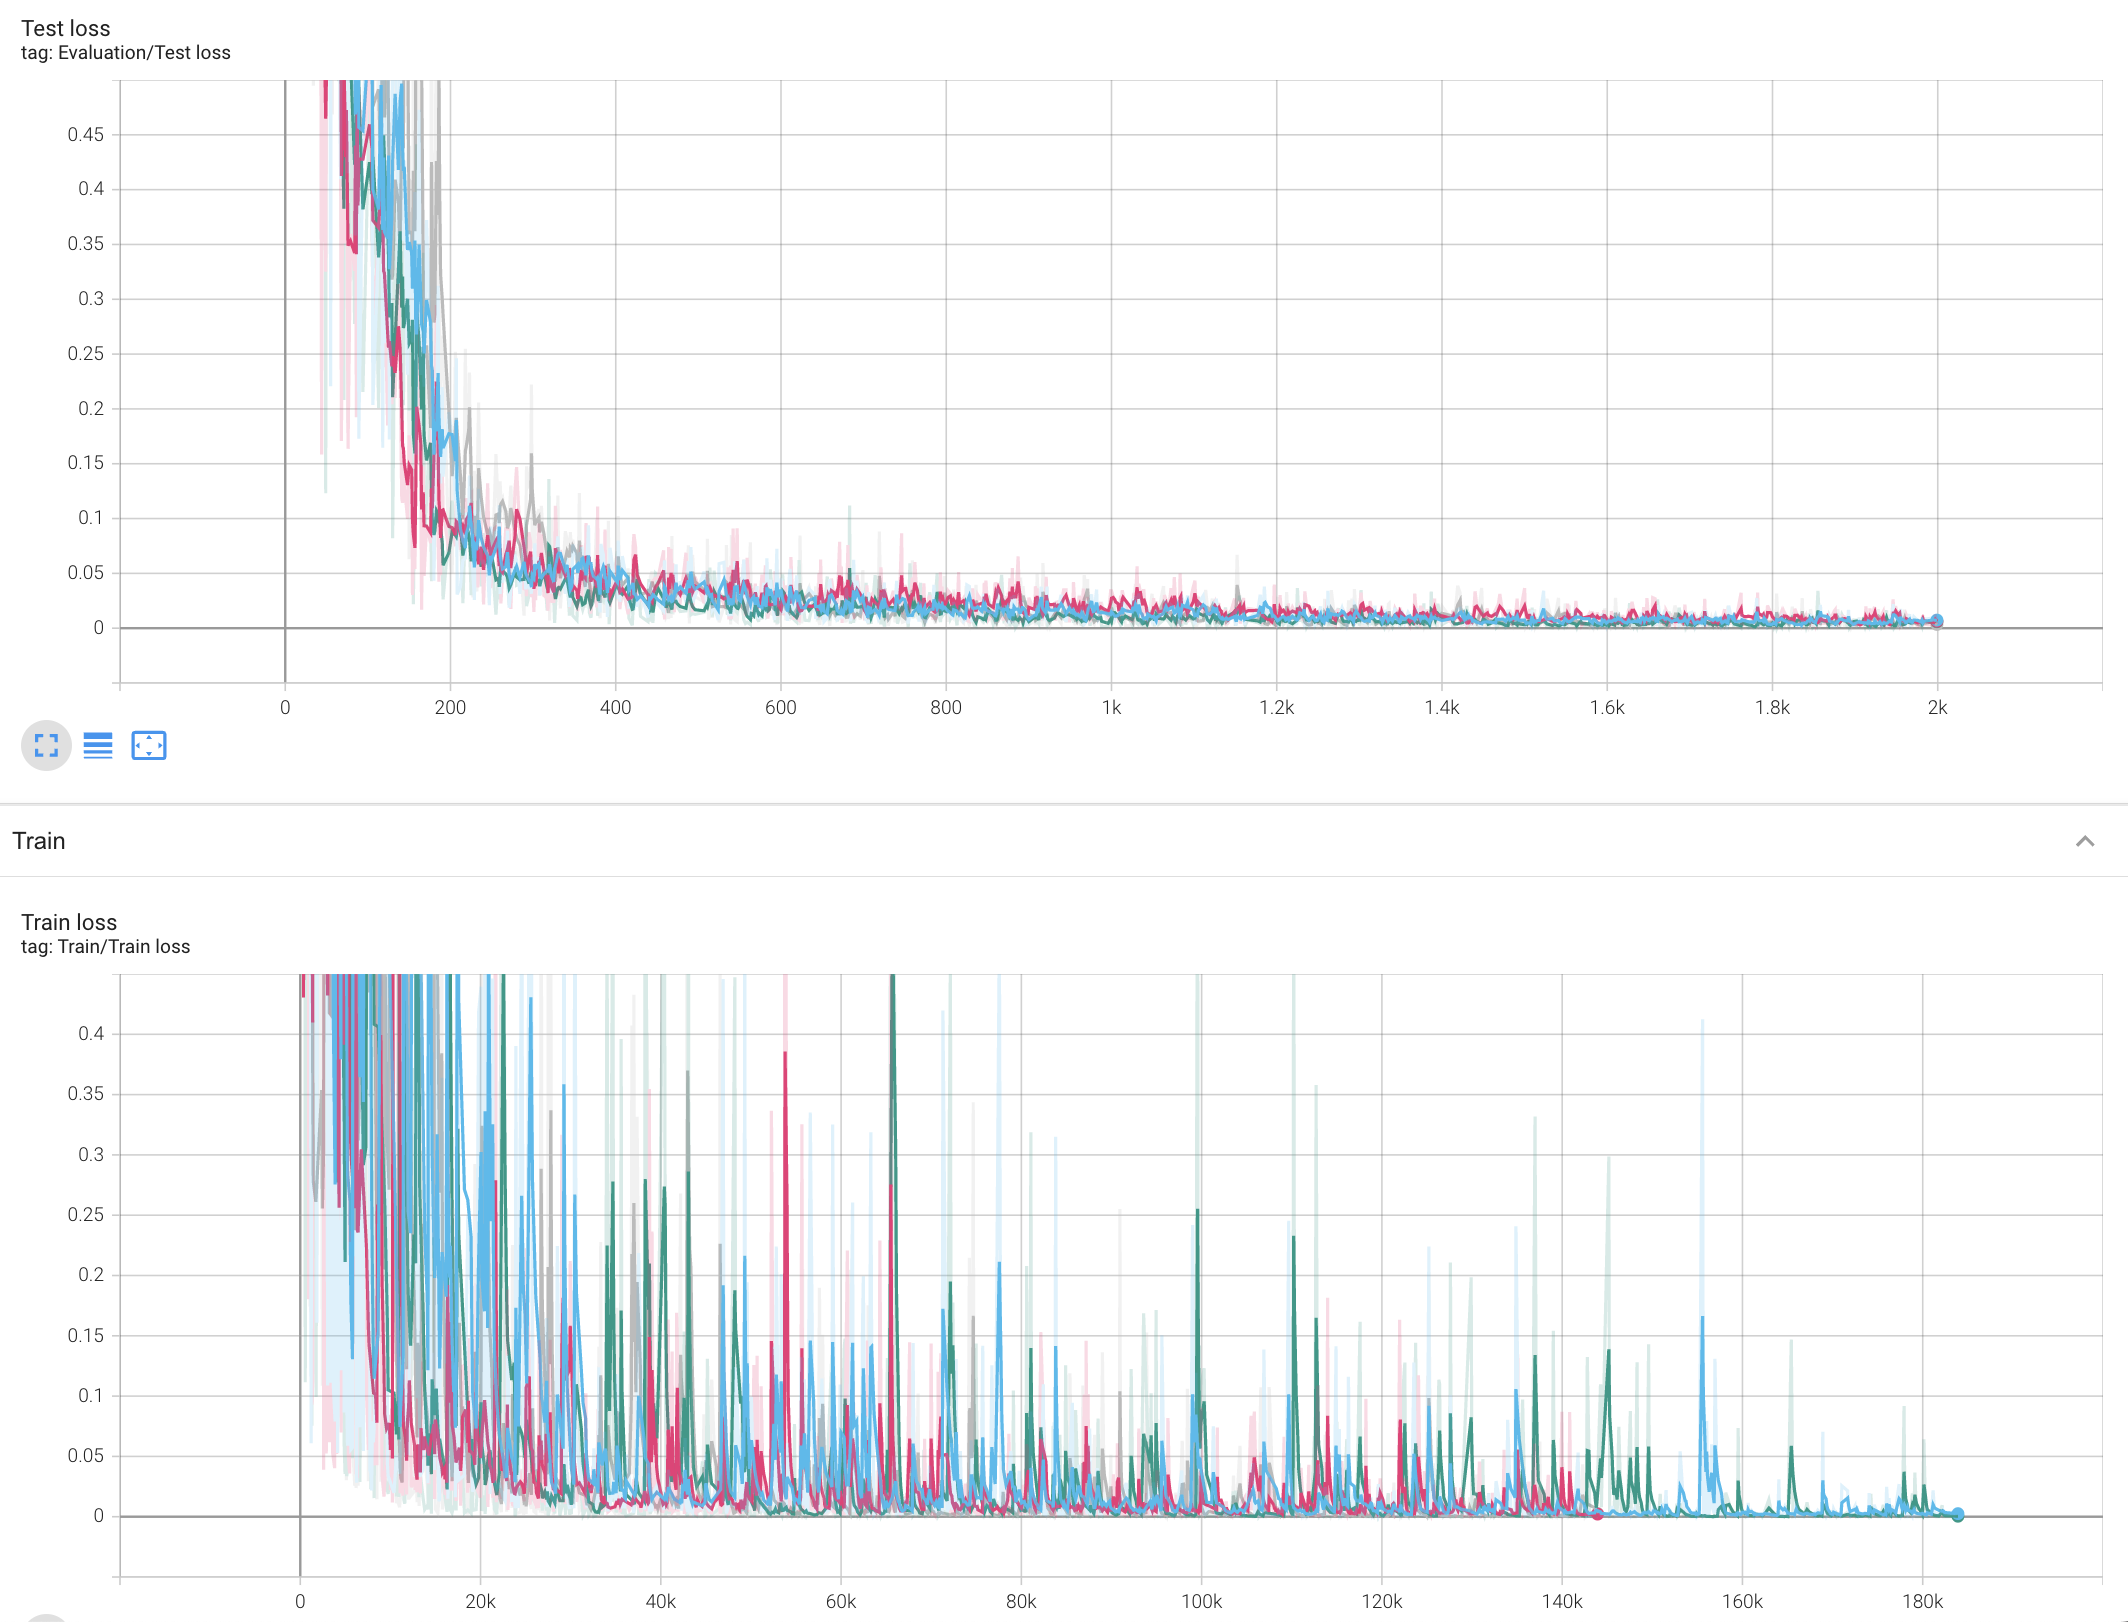 Test loss
tag: Evaluation/Test loss
0.45
0.4
0.35
0.3
0.25
0.2
0.15
0.1
0.05
0
0 200 400 600 800 1k 1.2k 1.4k 1.6k 1.8k 2k
Train
Train loss
tag: Train/Train loss
0.4
0.35
0.3
0.25
0.2
0.15
0.1
0.05
0
0 20k 40k 60k 80k 100k 120k 140k 160k 180k